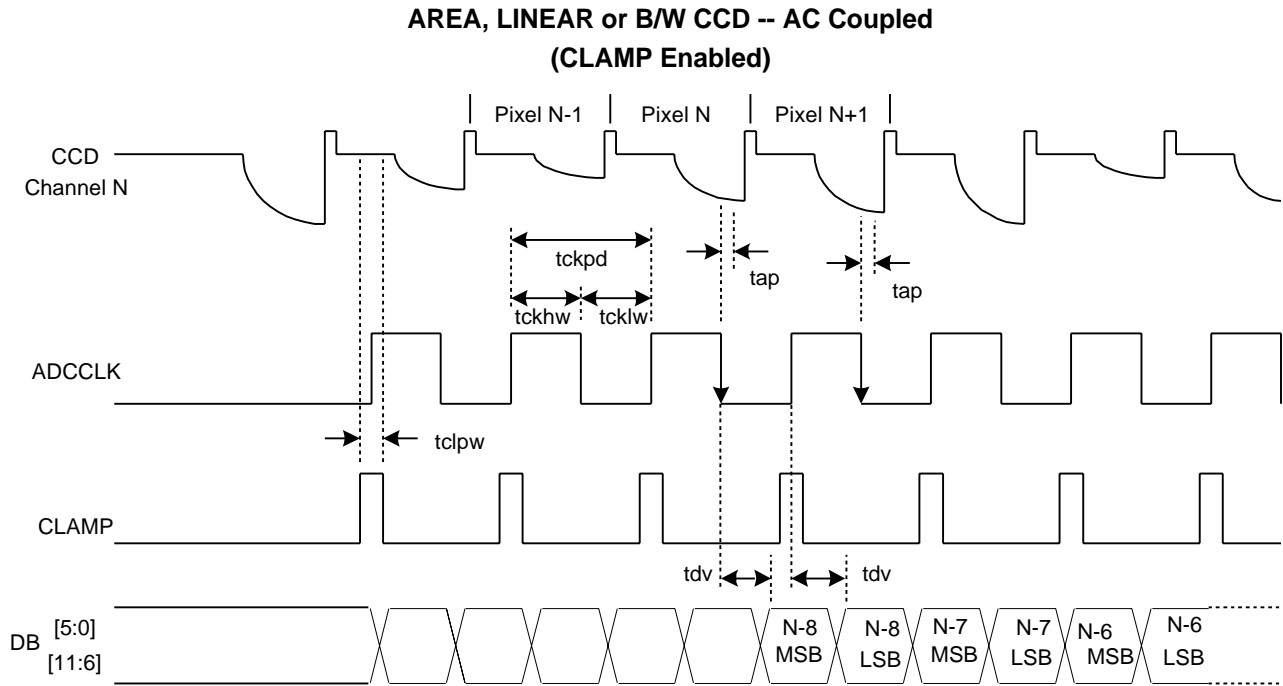 AREA, LINEAR or B/W CCD -- AC Coupled
(CLAMP Enabled)
Pixel N-1
Pixel N
Pixel N+1
CCD
Channel N
tckpd
tap
tap
tckhw
tcklw
ADCCLK
tclpw
CLAMP
tdv
tdv
DB
[5:0]
[11:6]
N-8
MSB
N-8
LSB
N-7
MSB
N-7
LSB
N-6
MSB
N-6
LSB